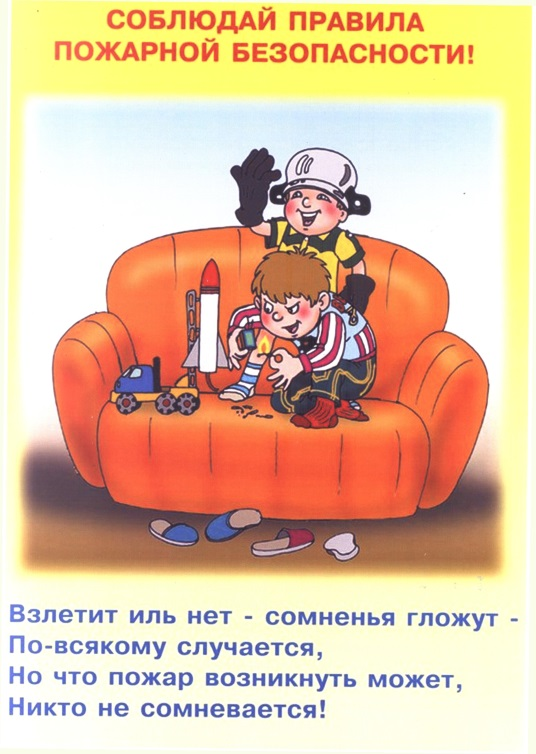 СОБЛЮДАЙ ПРАВИЛА
ПОЖАРНОЙ БЕЗОПАСНОСТИ!
Взлетит иль нет - сомненья гложут -
По-всякому случается,
Но что пожар возникнуть может,
Никто не сомневается!